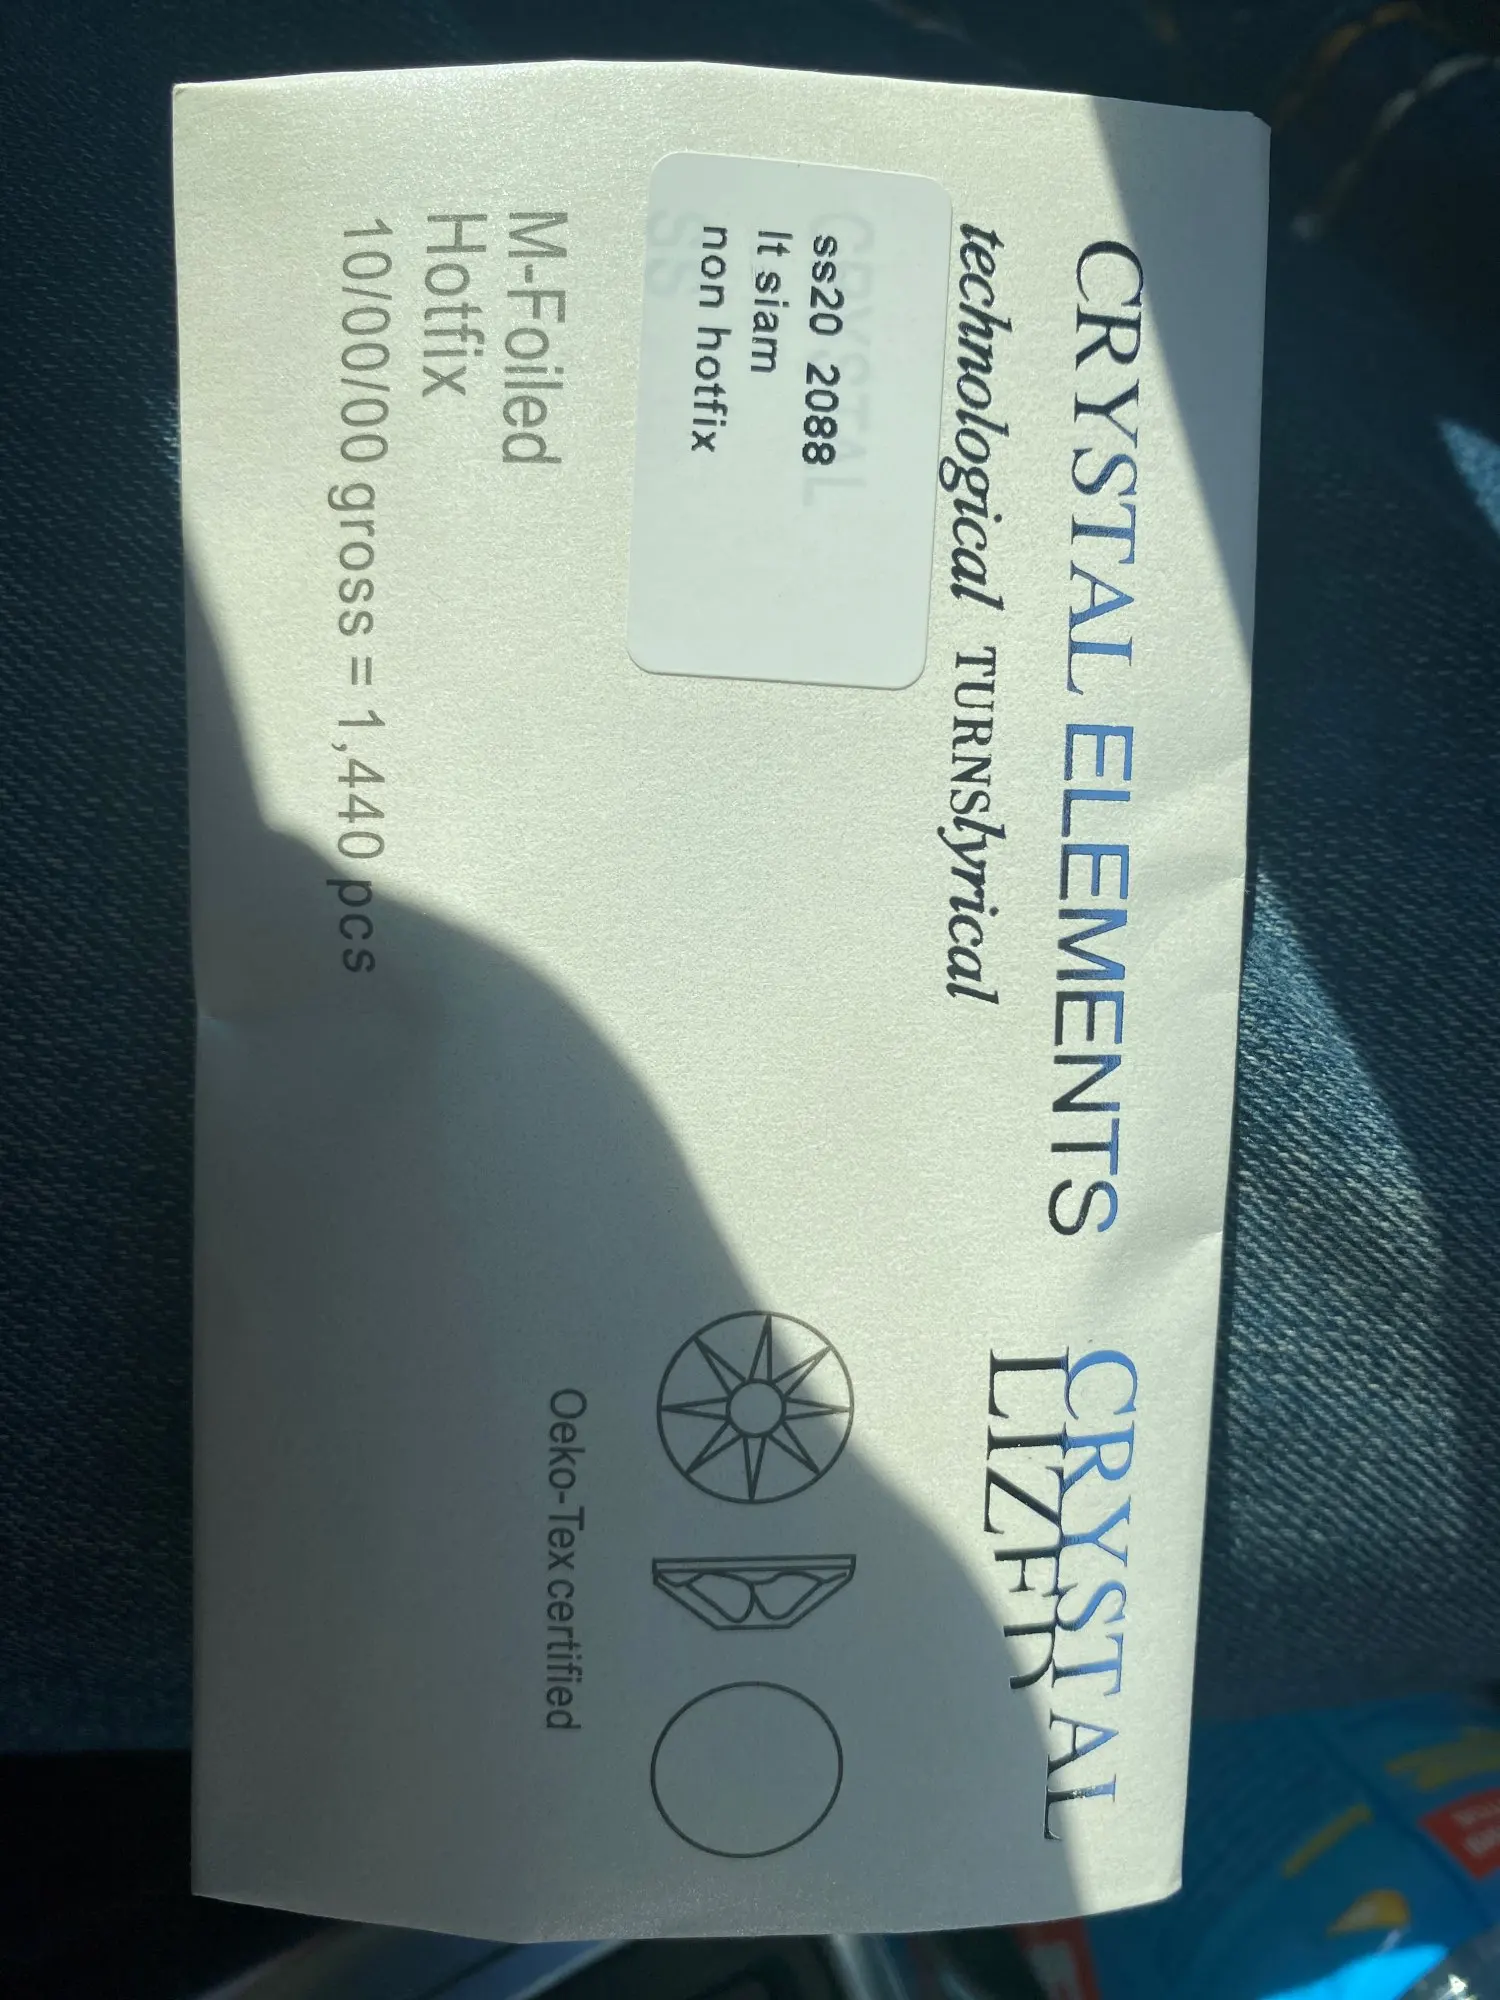 CRYSTAL ELEMENTS
technological TURNSlyrical
ss20 2088
lt siam
non hotfix
M-Foiled
Hotfix
10/00/00 gross = 1,440 pcs
CRYSTAL
LIZER
Oeko-Tex certified